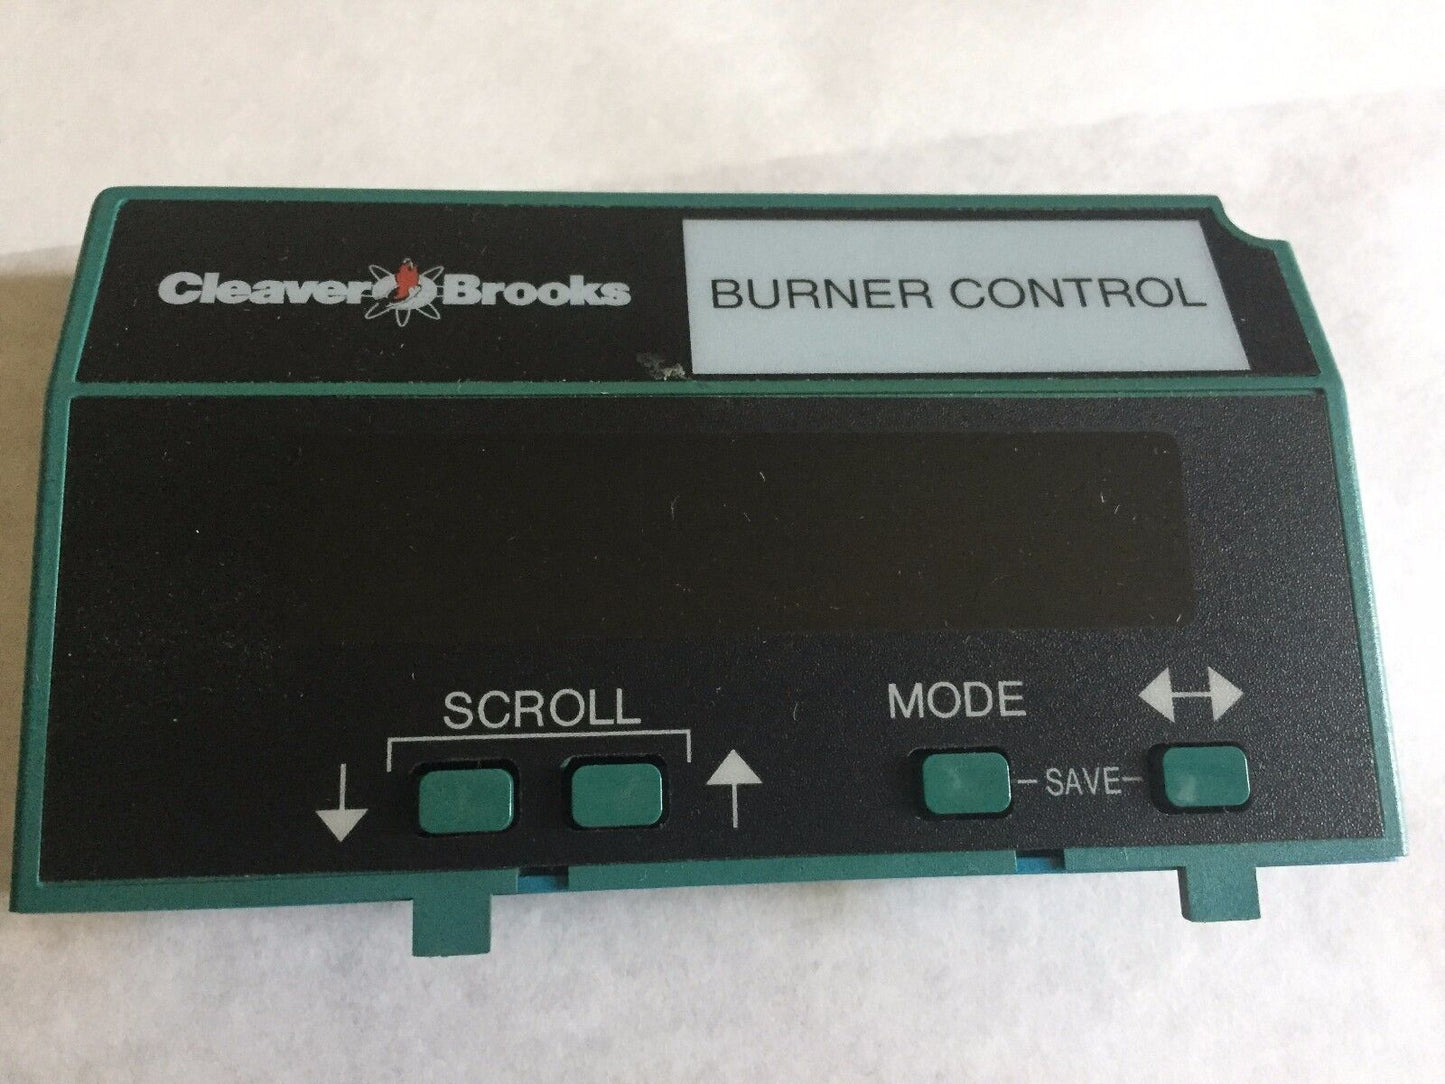 Cleaver Brooks
BURNER CONTROL
SCROLL
MODE
-SAVE-